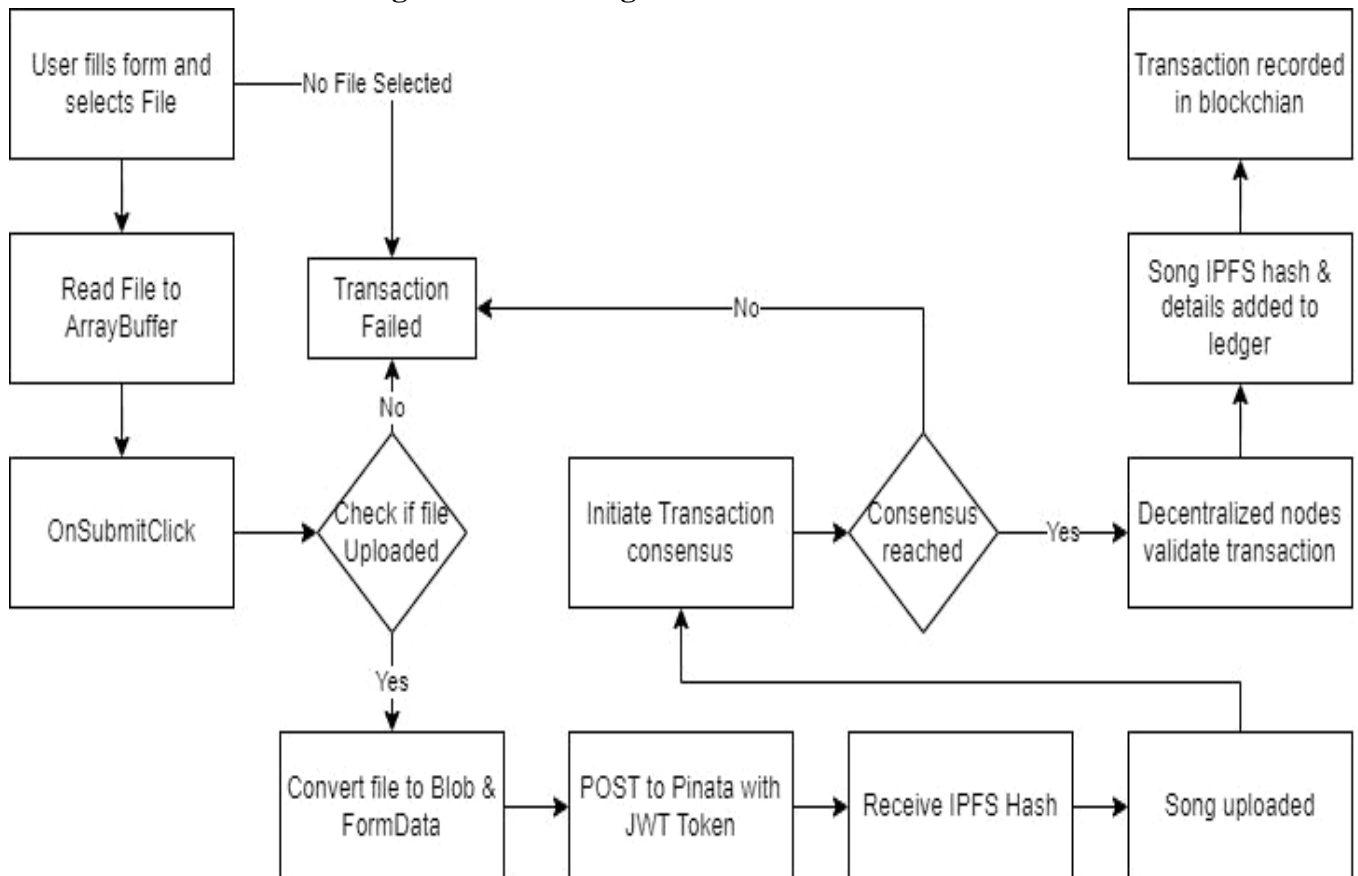 User fills form and
selects File
No File Selected
Transaction recorded
in blockchian
Read File to
ArrayBuffer
Transaction
Failed
No
Song IPFS hash &
details added to
ledger
No
OnSubmitClick
Check if file
Uploaded
Initiate Transaction
consensus
Consensus
reached
Yes
Decentralized nodes
validate transaction
Yes
Convert file to Blob &
FormData
POST to Pinata with
JWT Token
Receive IPFS Hash
Song uploaded